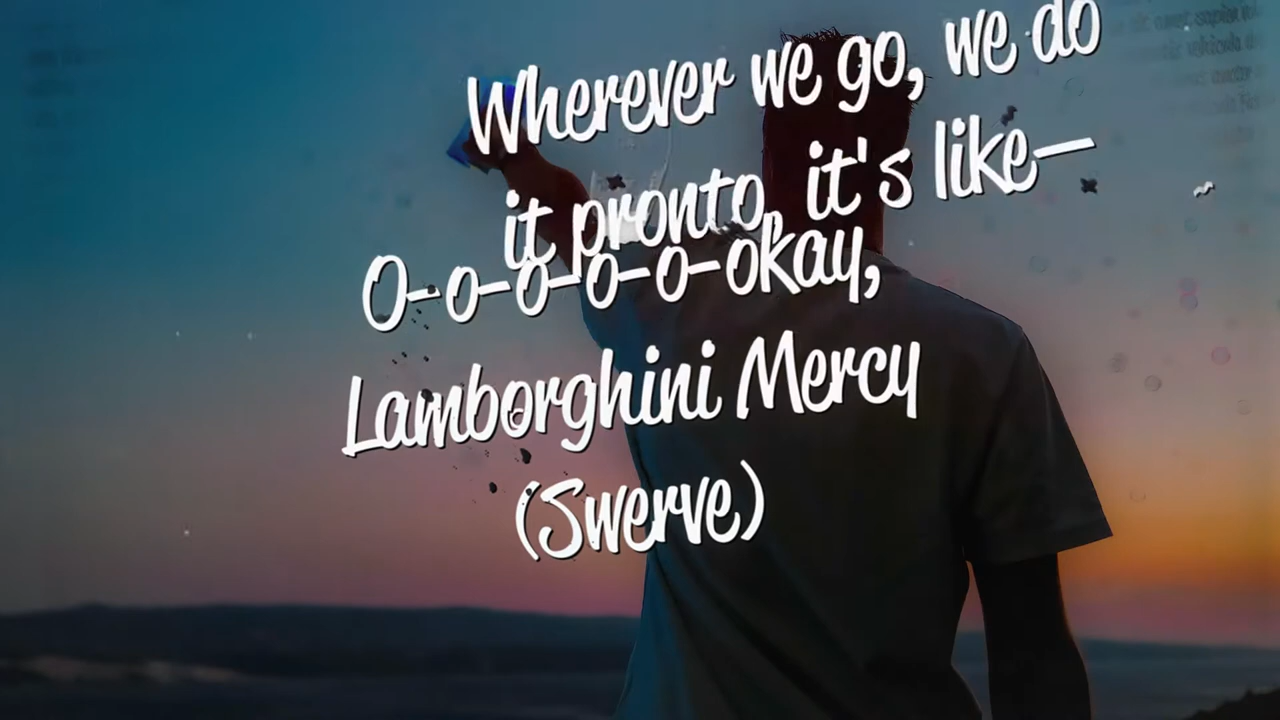 Wherever we go, we do
it pronto, it's like—
O-o-o-o-o-okay,
Lamborghini Mercy
(Swerve)